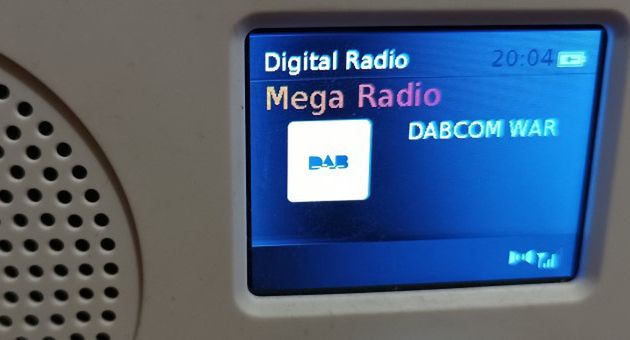 Digital Radio 20:04
Mega Radio
DABCOM WAR
DAB